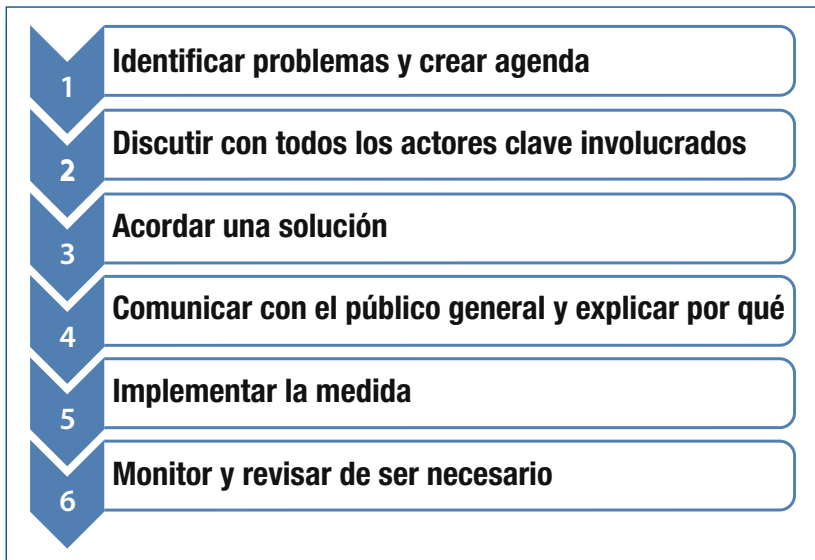 1 Identificar problemas y crear agenda
2 Discutir con todos los actores clave involucrados
3 Acordar una solución
4 Comunicar con el público general y explicar por qué
5 Implementar la medida
6 Monitor y revisar de ser necesario